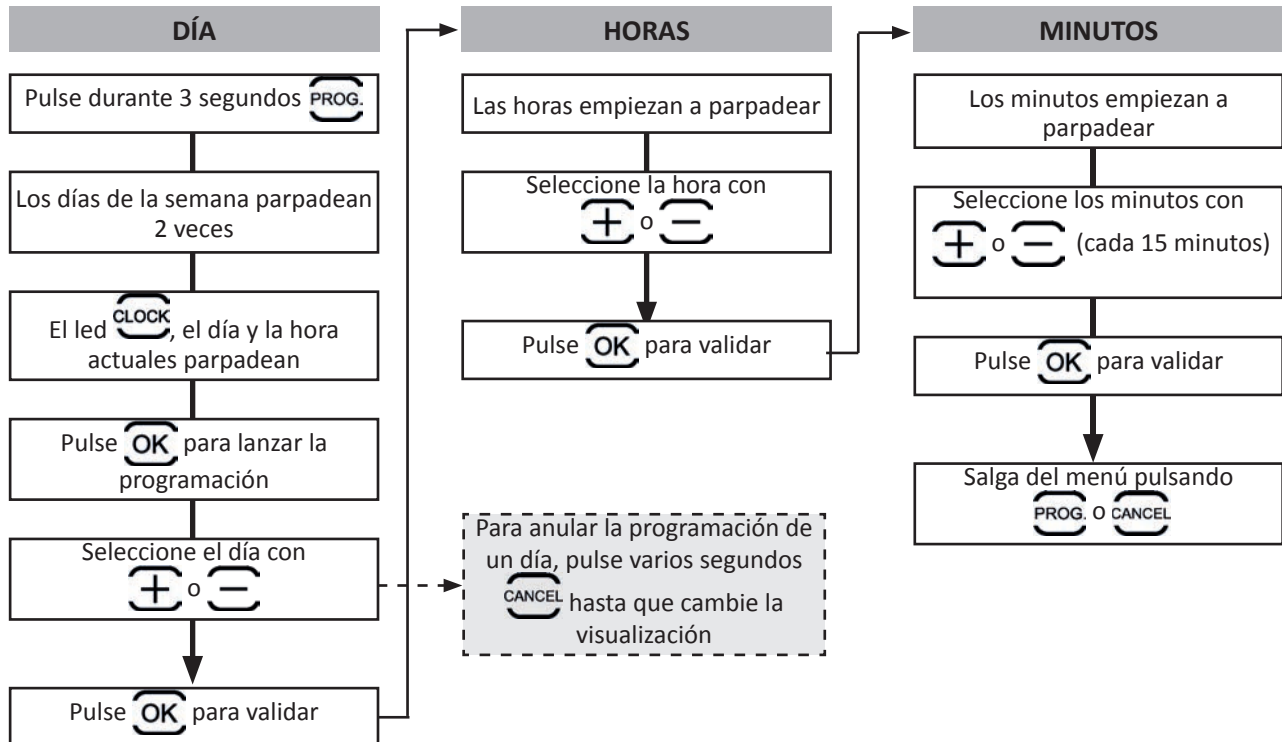 DÍA
Pulse durante 3 segundos PROG.
Los días de la semana parpadean
2 veces
El led CLOCK, el día y la hora
actuales parpadean
Pulse OK para lanzar la
programación
Seleccione el día con
+ o −
Pulse OK para validar
HORAS
Las horas empiezan a parpadear
Seleccione la hora con
+ o −
Pulse OK para validar
Para anular la programación de
un día, pulse varios segundos
CANCEL hasta que cambie la
visualización
MINUTOS
Los minutos empiezan a
parpadear
Seleccione los minutos con
+ o − (cada 15 minutos)
Pulse OK para validar
Salga del menú pulsando
PROG. o CANCEL